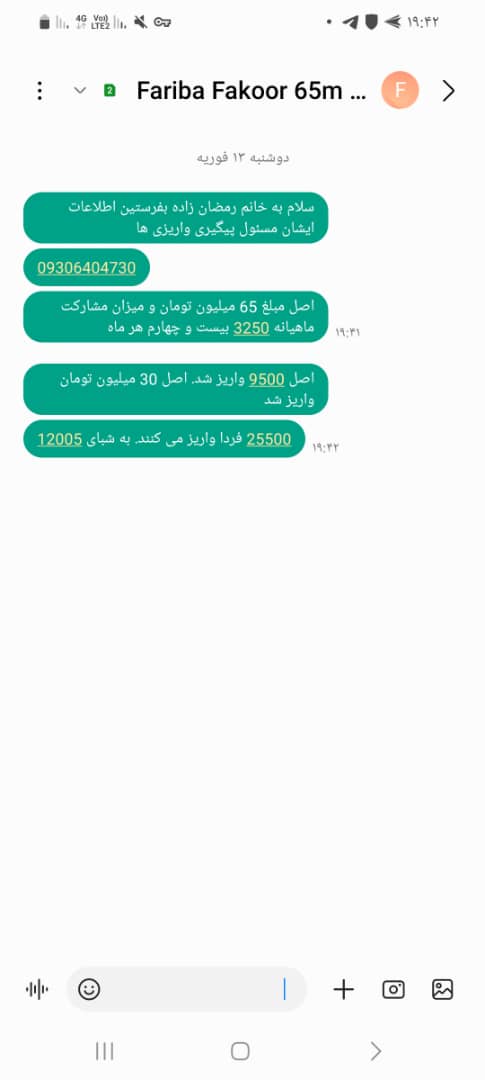 ۱۹:۴۲
4G Vo)) LTE2
Fariba Fakoor 65m ...
2
F
دوشنبه ۱۳ فوریه
سلام به خانم رمضان زاده بفرستین اطلاعات
ایشان مسئول پیگیری واریزی ها
09306404730
اصل مبلغ 65 میلیون تومان و میزان مشارکت
ماهیانه 3250 بیست و چهارم هر ماه
۱۹:۴۱
اصل 9500 واریز شد. اصل 30 میلیون تومان
واریز شد
25500 فردا واریز می کنند. به شبای 12005
۱۹:۴۲